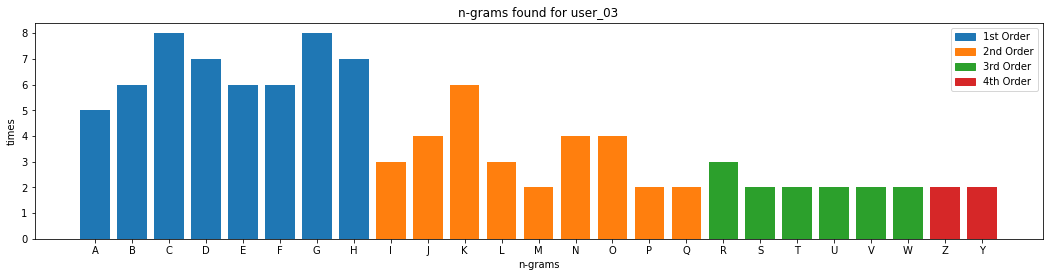 n-grams found for user_03
8
7
6
5
4
3
2
1
0
times
1st Order
2nd Order
3rd Order
4th Order
A B C D E F G H I J K L M N O P Q R S T U V W Z Y
n-grams